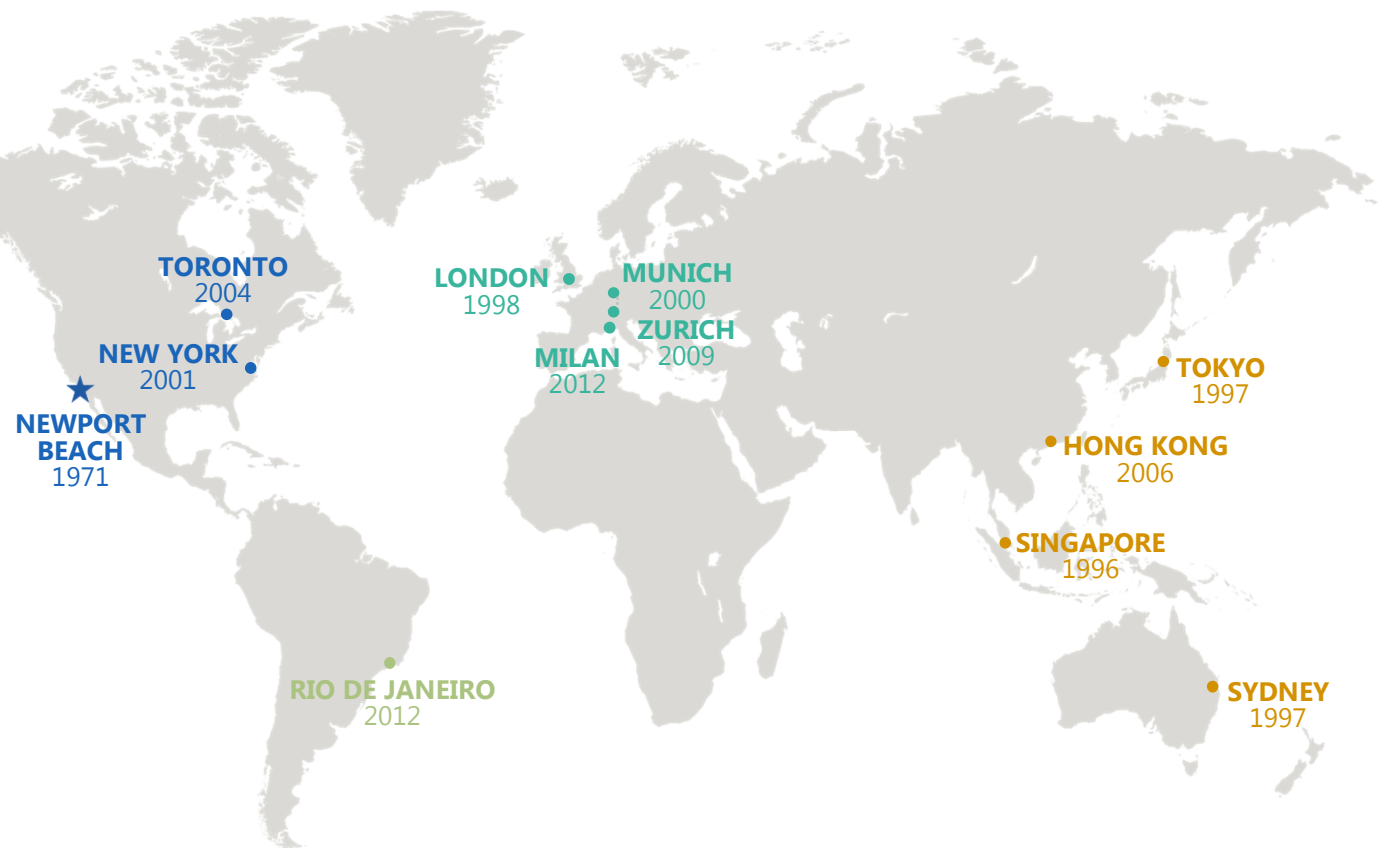 TORONTO
2004
NEW YORK
2001
NEWPORT
BEACH
1971
LONDON
1998
MUNICH
2000
ZURICH
2009
MILAN
2012
RIO DE JANEIRO
2012
TOKYO
1997
HONG KONG
2006
SINGAPORE
1996
SYDNEY
1997